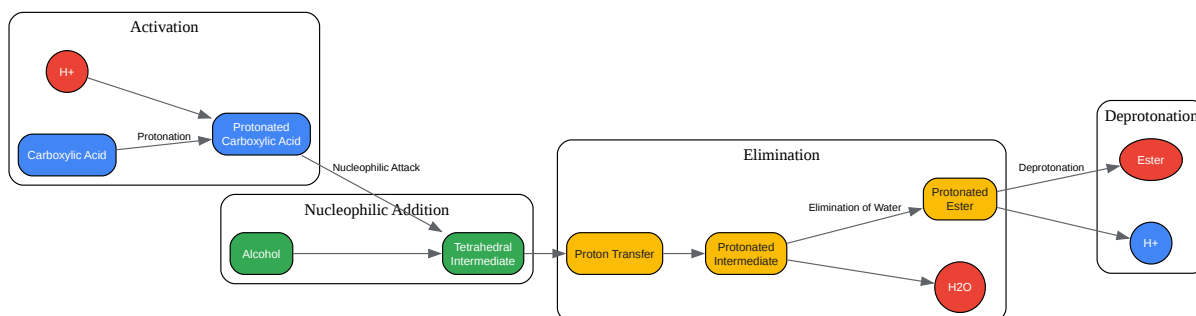 Activation
H+
Carboxylic Acid
Protonation
Protonated
Carboxylic Acid
Nucleophilic Attack
Nucleophilic Addition
Alcohol
Tetrahedral
Intermediate
Elimination
Proton Transfer
Protonated
Intermediate
Elimination of Water
Protonated
Ester
H2O
Deprotonation
Deprotonation
Ester
H+